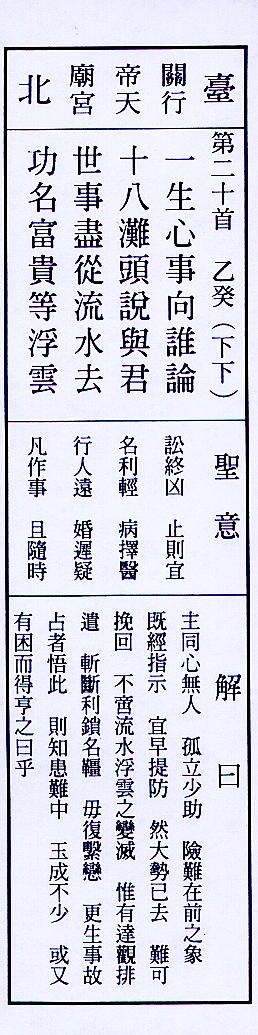 臺北
關行
帝天
廟宮
第二十首 乙癸(下下)
一生心事向誰論
十八灘頭說與君
世事盡從流水去
功名富貴等浮雲
聖意
訟終凶 止則宜
名利輕 病擇醫
行人遠 婚遲疑
凡作事 且隨時
解曰
主同心無人 孤立少助 險難在前之象
既經指示 宜早提防 然大勢已去 難可
挽回 不啻流水浮雲之變滅 惟有達觀排
遣 斬斷利鎖名韁 毋復繫戀 更生事故
占者悟此 則知患難中 玉成不少 或又
有困而得亨之曰乎